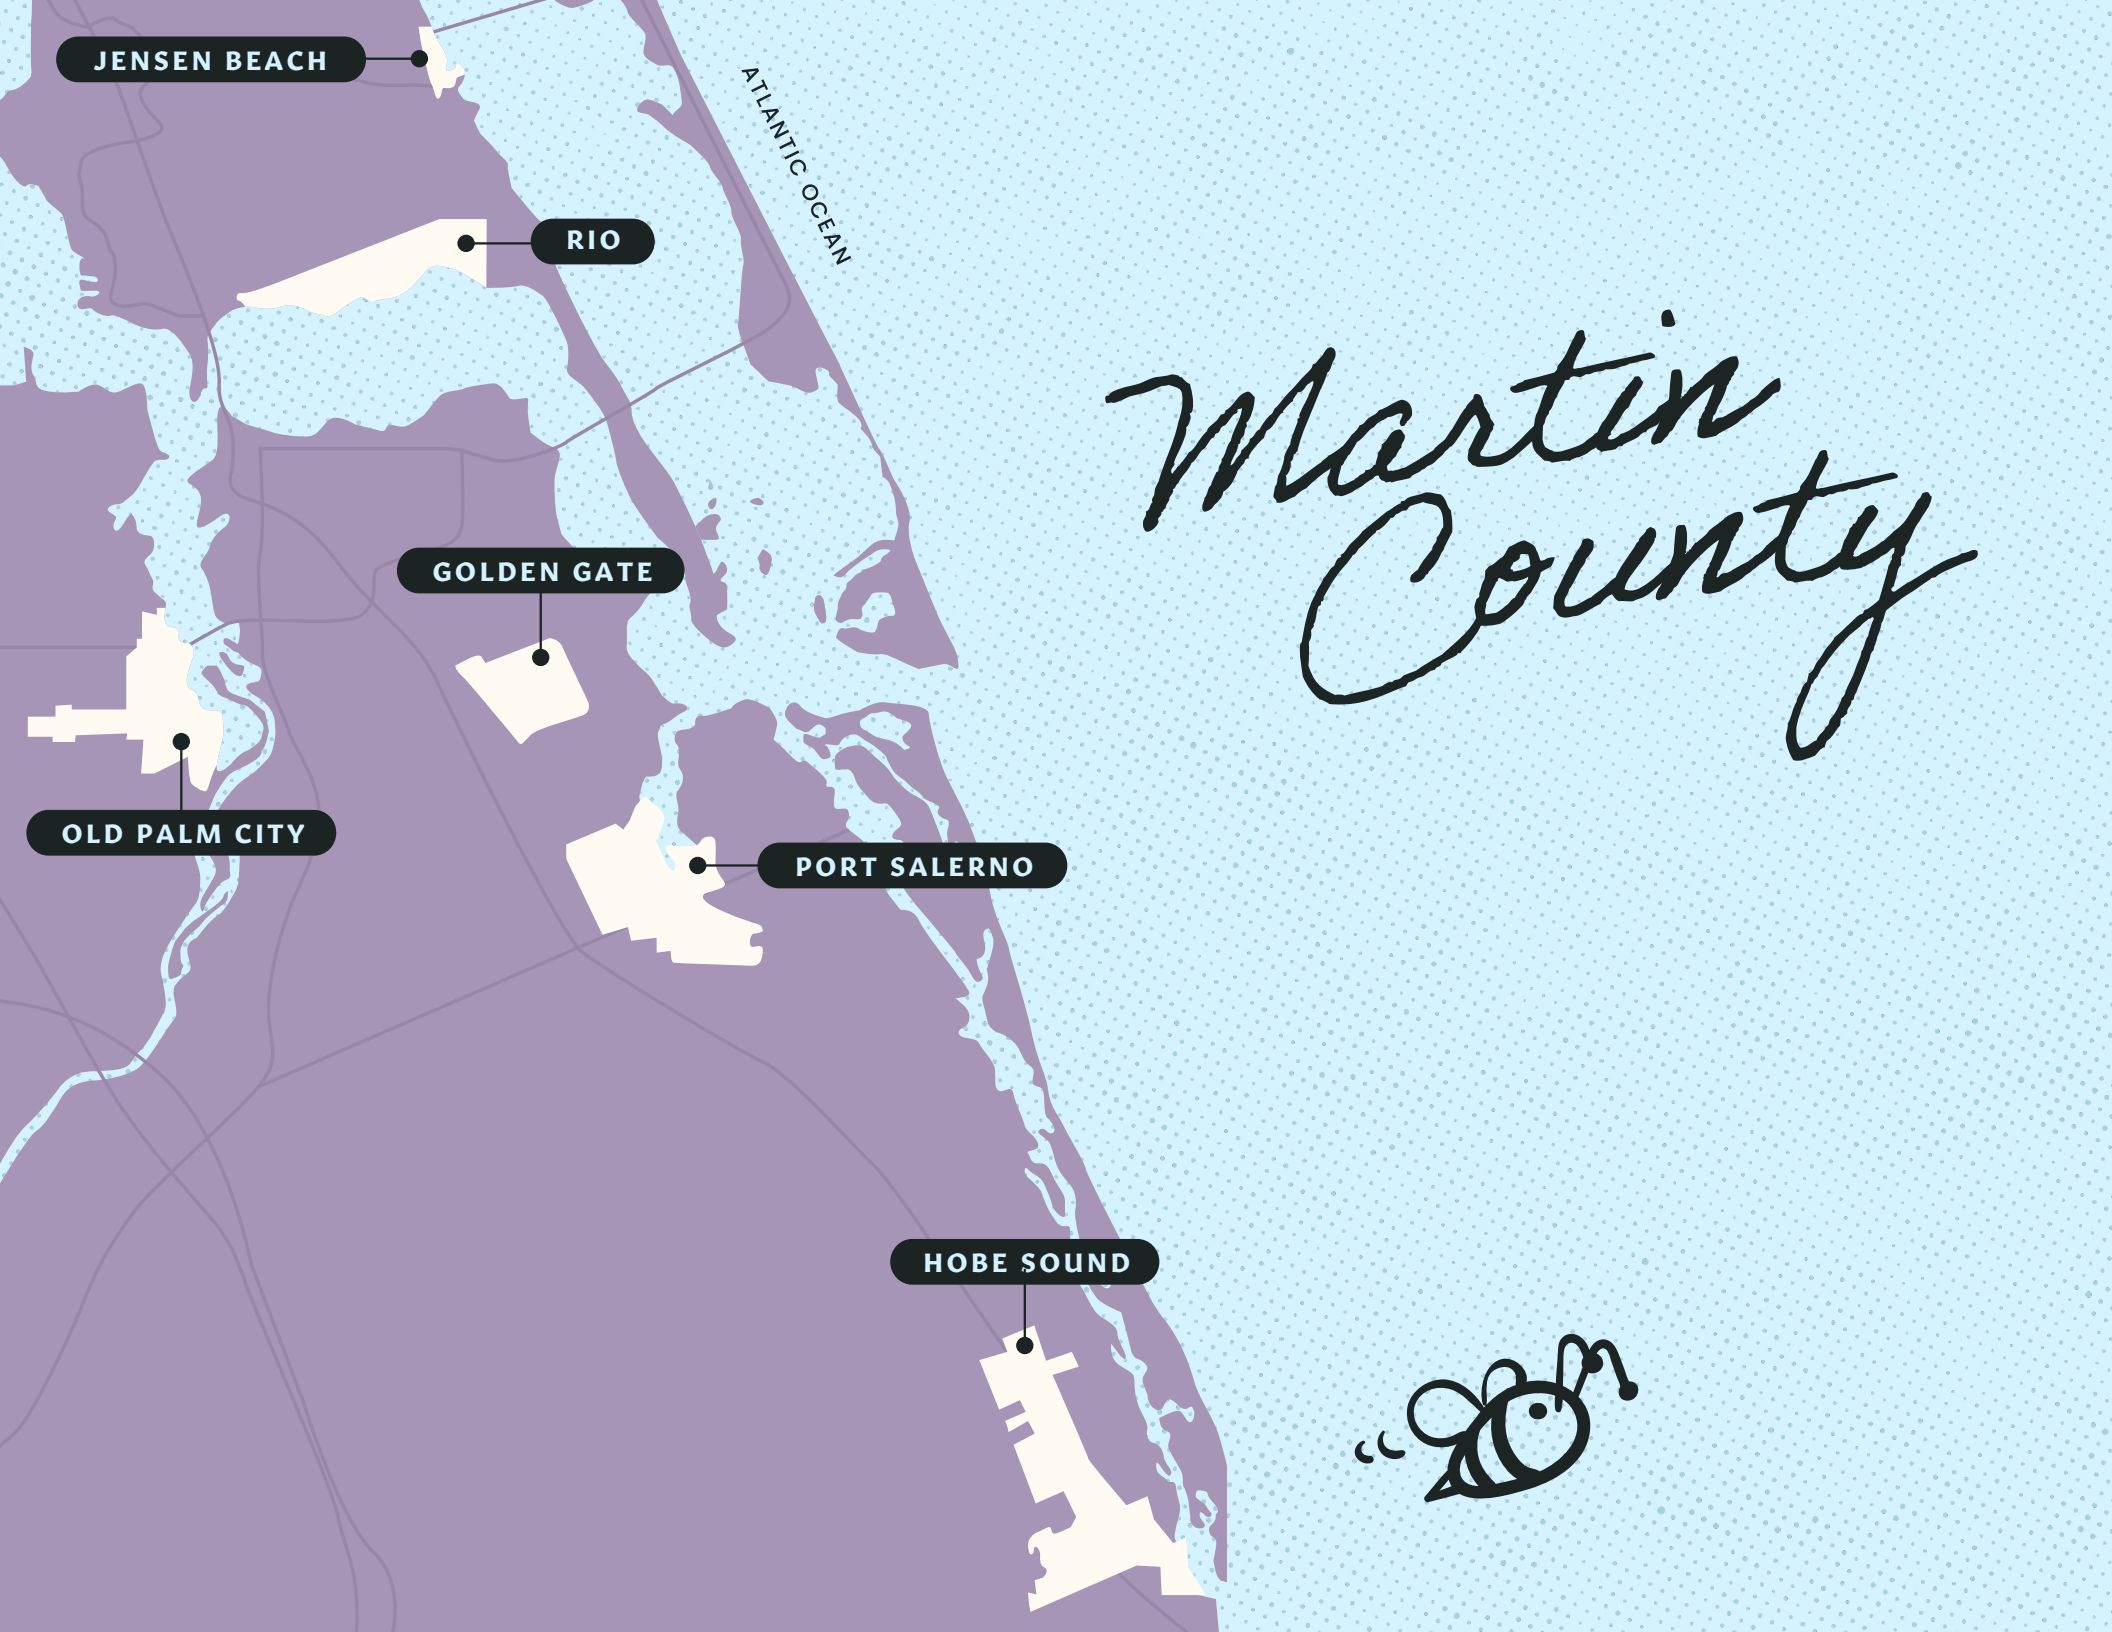 JENSEN BEACH
ATLANTIC OCEAN
RIO
Martin
County
GOLDEN GATE
OLD PALM CITY
PORT SALERNO
HOBE SOUND